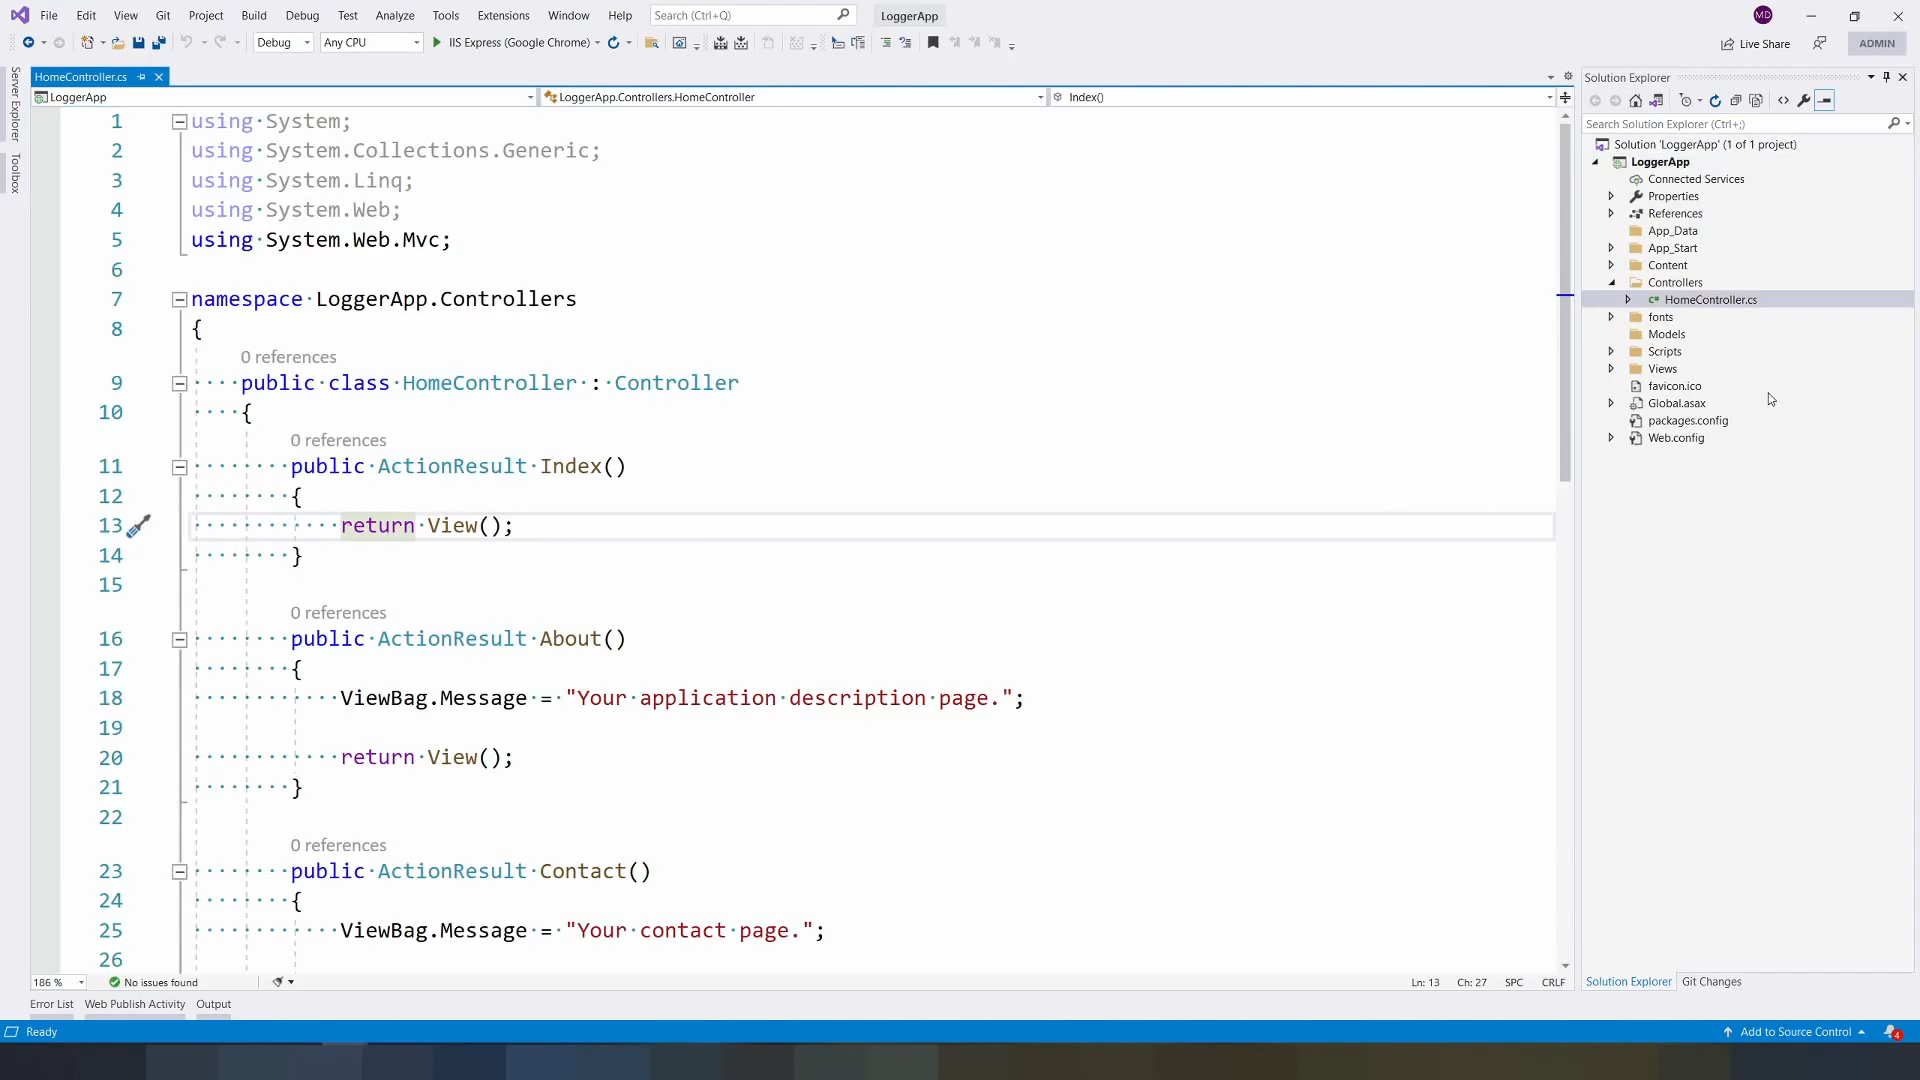 File Edit View Git Project Build Debug Test Analyze Tools Extensions Window Help Search (Ctrl+Q) LoggerApp MD
Debug Any CPU IIS Express (Google Chrome) Live Share ADMIN
Server Explorer
Toolbox
HomeController.cs
LoggerApp LoggerApp.Controllers.HomeController Index()
1 using System;
2 using System.Collections.Generic;
3 using System.Linq;
4 using System.Web;
5 using System.Web.Mvc;
6
7 namespace LoggerApp.Controllers
8 {
0 references
9 public class HomeController : Controller
10 {
0 references
11 public ActionResult Index()
12 {
13 return View();
14 }
15
0 references
16 public ActionResult About()
17 {
18 ViewBag.Message = "Your application description page.";
19
20 return View();
21 }
22
0 references
23 public ActionResult Contact()
24 {
25 ViewBag.Message = "Your contact page.";
26
186 % No issues found Ln: 13 Ch: 27 SPC CRLF
Error List Web Publish Activity Output
Solution Explorer
Search Solution Explorer (Ctrl+;)
Solution 'LoggerApp' (1 of 1 project)
LoggerApp
Connected Services
Properties
References
App_Data
App_Start
Content
Controllers
C# HomeController.cs
fonts
Models
Scripts
Views
favicon.ico
Global.asax
packages.config
Web.config
Solution Explorer Git Changes
Ready Add to Source Control 4